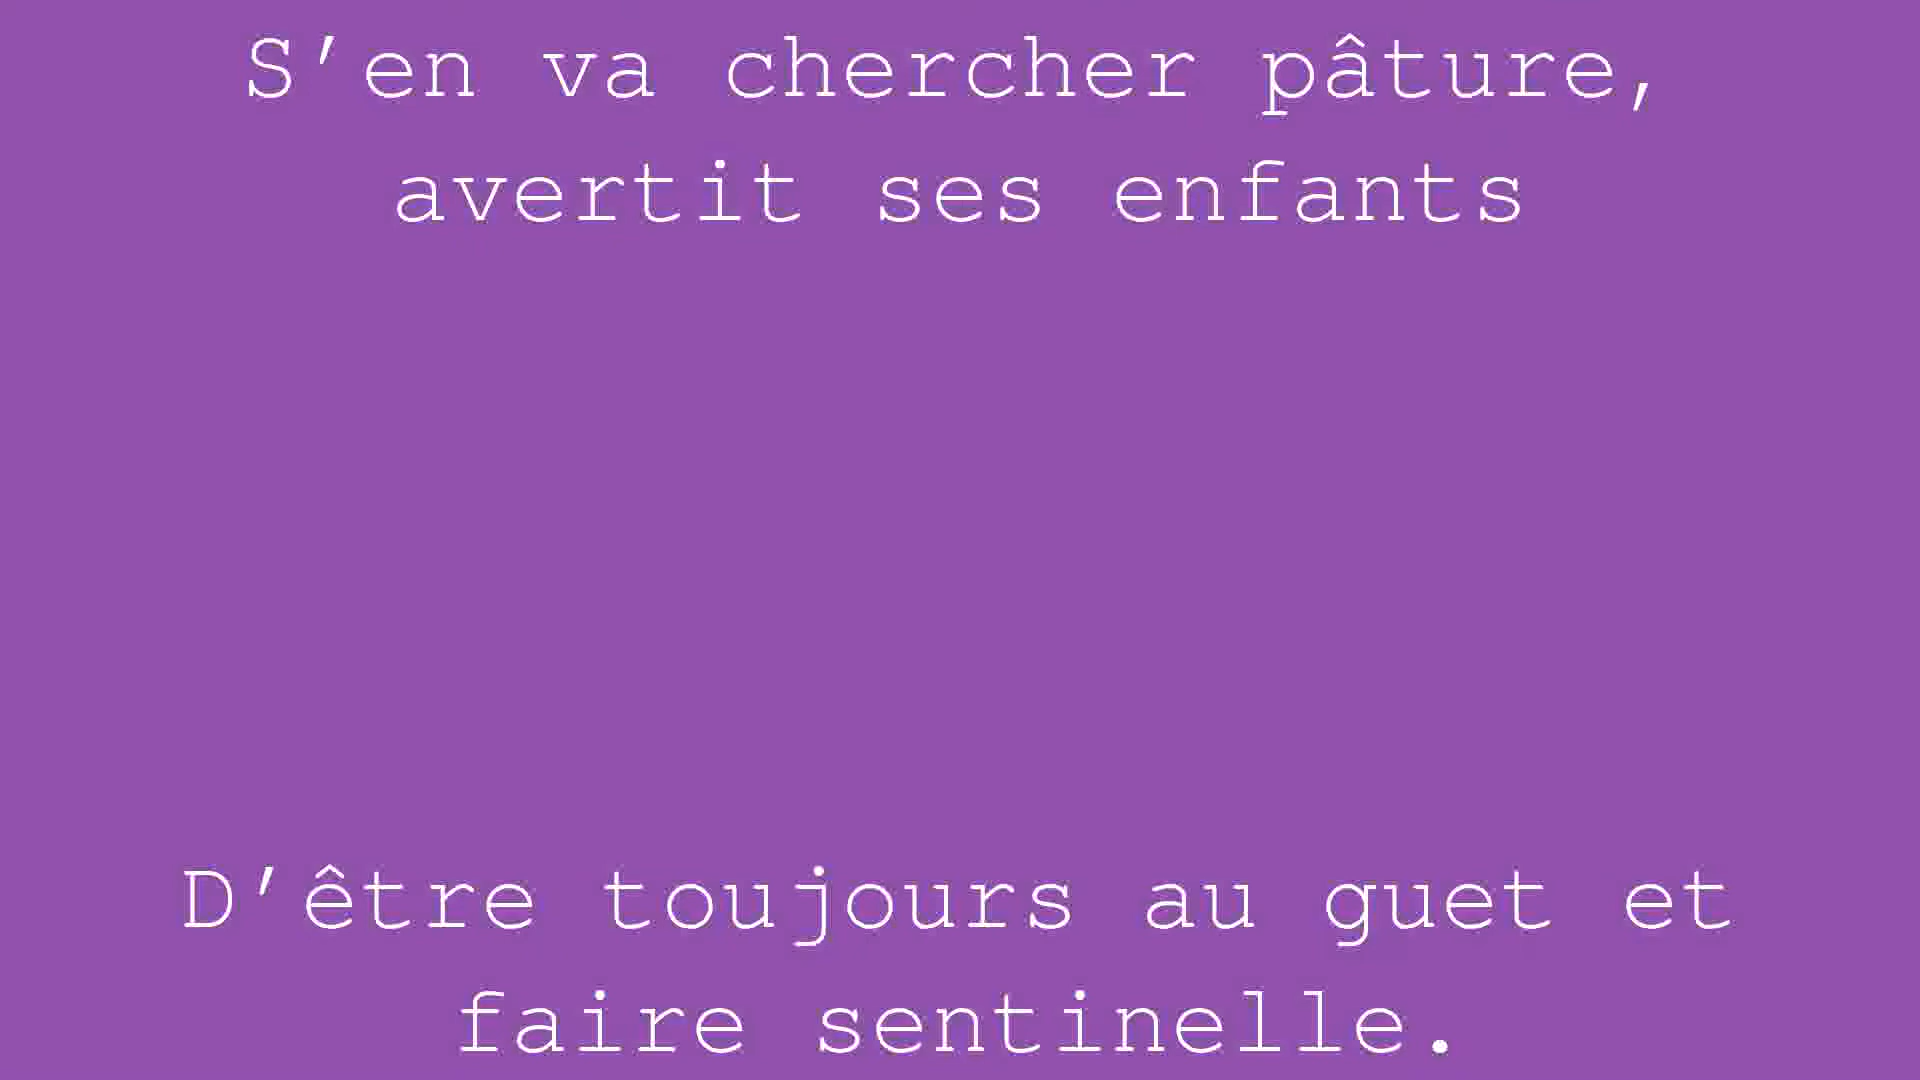 S'en va chercher pâture,
avertit ses enfants
D'être toujours au guet et
faire sentinelle.